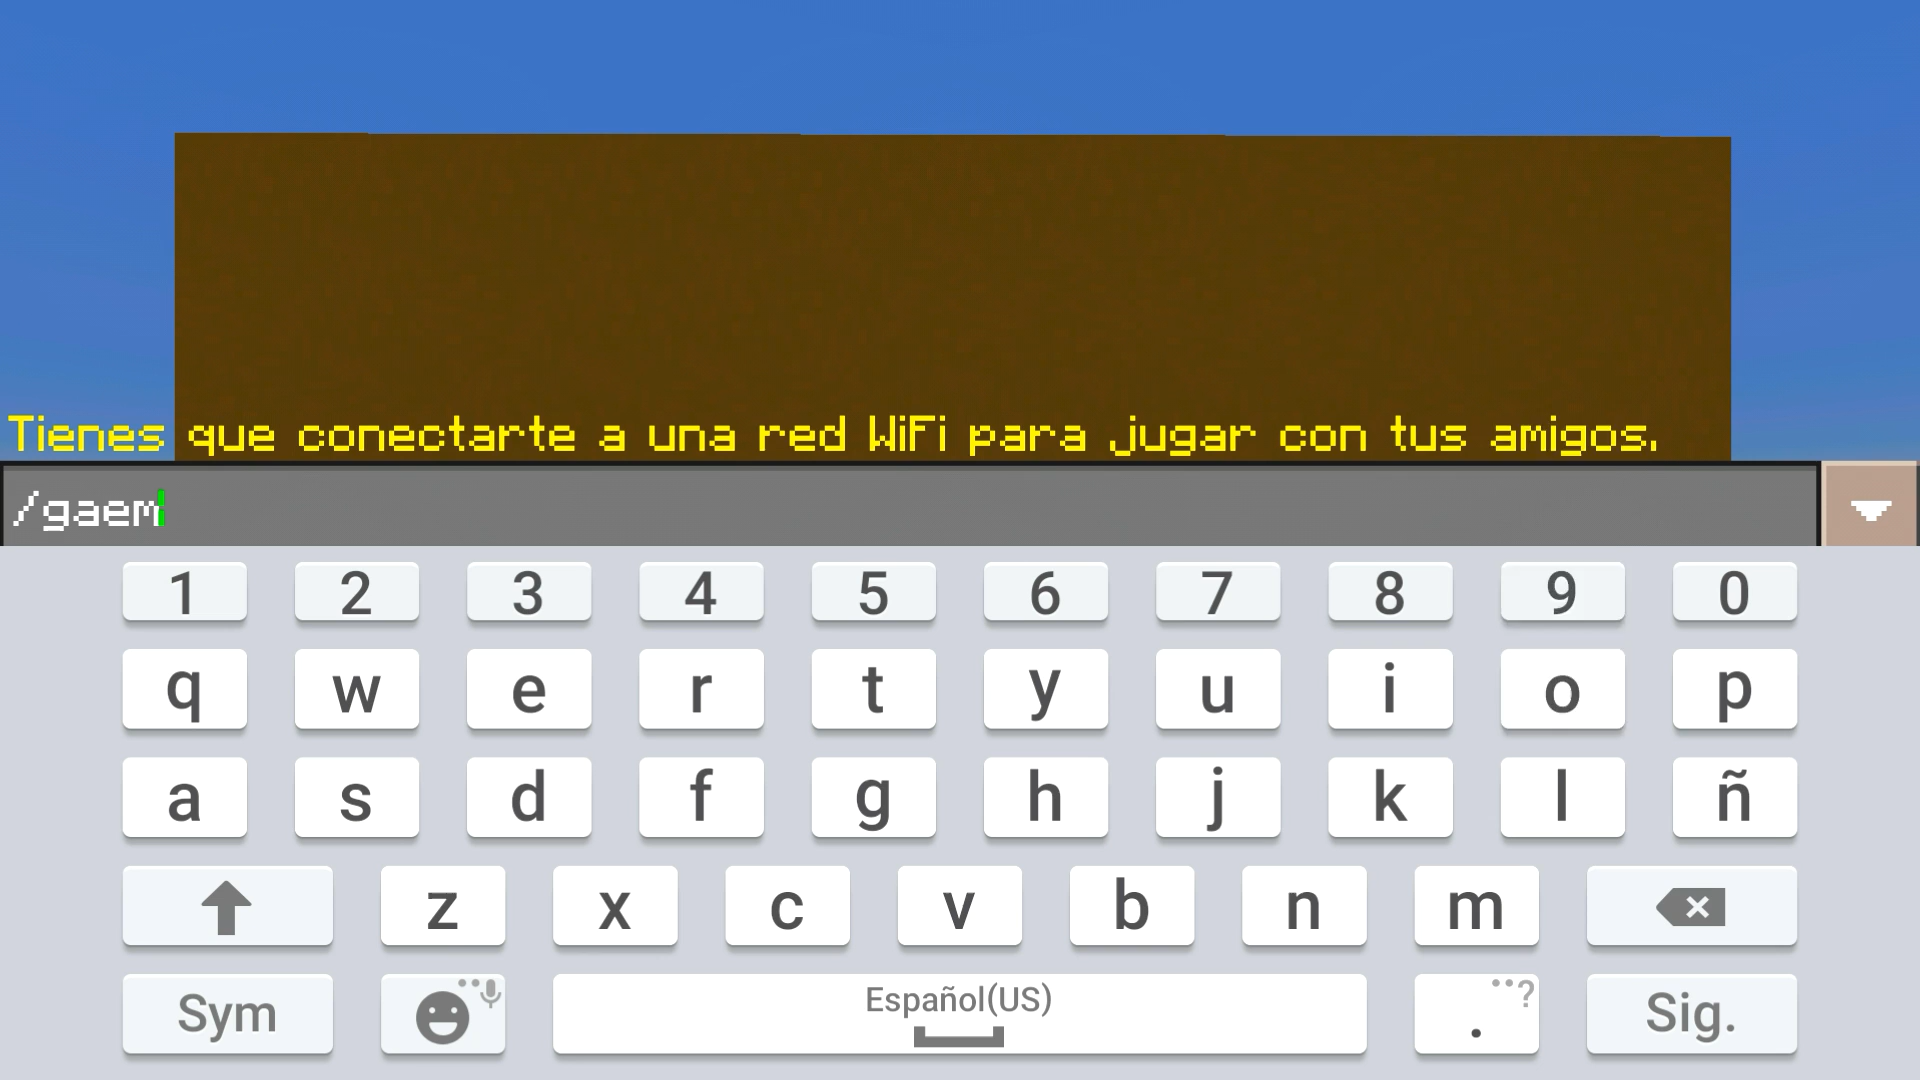 Tienes que conectarte a una red WiFi para jugar con tus amigos.
/gaem
1 2 3 4 5 6 7 8 9 0
q w e r t y u i o p
a s d f g h j k l ñ
z x c v b n m
Sym Español(US) . ? Sig.